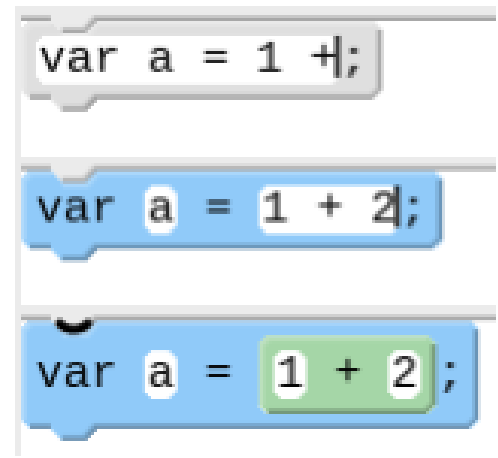 var a = 1 +;
var a = 1 + 2;
var a = 1 + 2;